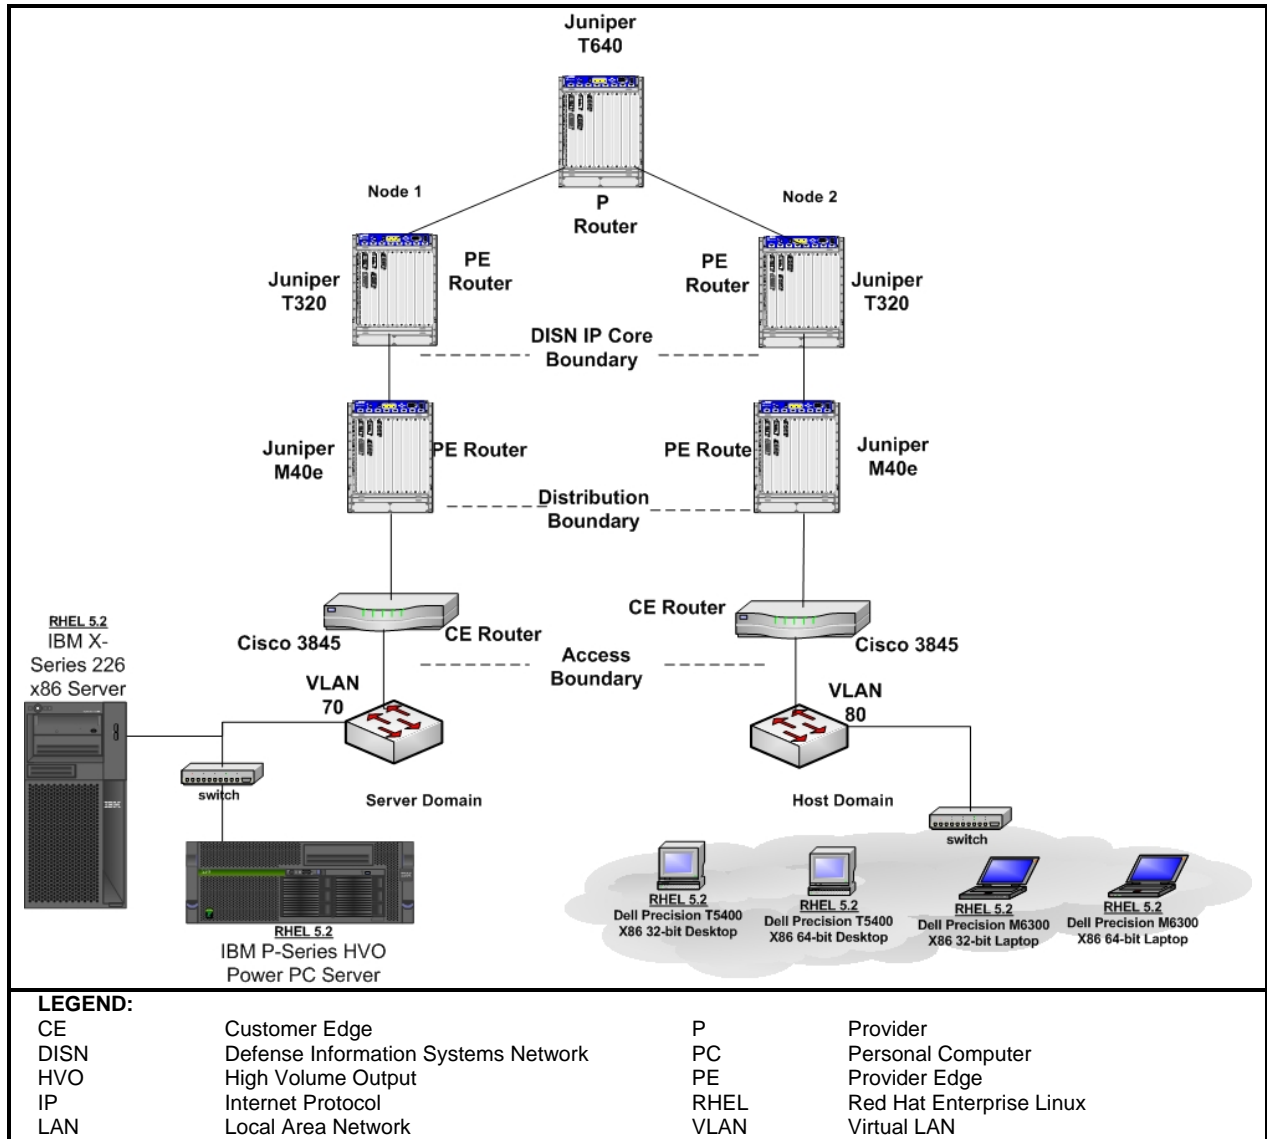 Juniper
T640
P
Router
Node 1
Node 2
Juniper
T320
PE
Router
PE
Router
Juniper
T320
DISN IP Core
Boundary
Juniper
M40e
PE Router
PE Route
Juniper
M40e
Distribution
Boundary
Cisco 3845
CE Router
CE Router
Cisco 3845
Access
Boundary
RHEL 5.2
IBM X-
Series 226
x86 Server
VLAN
70
VLAN
80
switch
Server Domain
Host Domain
switch
RHEL 5.2
IBM P-Series HVO
Power PC Server
RHEL 5.2
Dell Precision T5400
X86 32-bit Desktop
RHEL 5.2
Dell Precision T5400
X86 64-bit Desktop
RHEL 5.2
Dell Precision M6300
X86 32-bit Laptop
RHEL 5.2
Dell Precision M6300
X86 64-bit Laptop
LEGEND:
CE Customer Edge P Provider
DISN Defense Information Systems Network PC Personal Computer
HVO High Volume Output PE Provider Edge
IP Internet Protocol RHEL Red Hat Enterprise Linux
LAN Local Area Network VLAN Virtual LAN